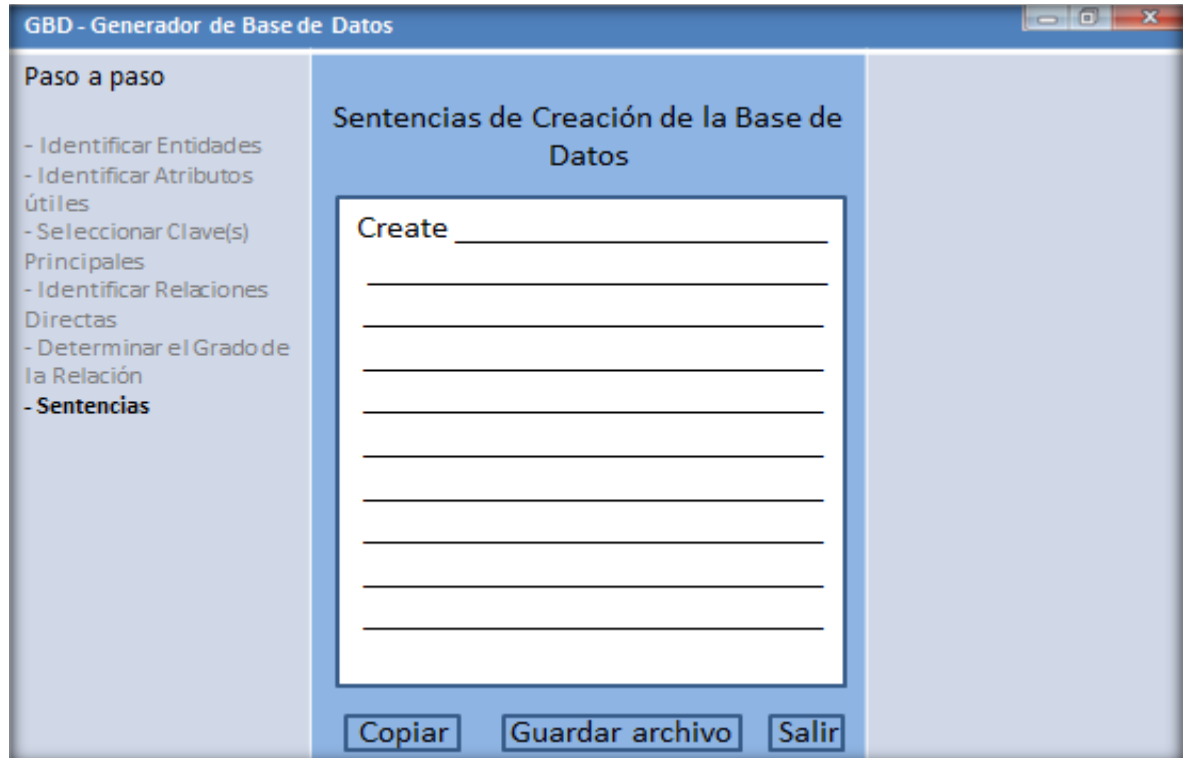 GBD - Generador de Base de Datos
Paso a paso
- Identificar Entidades
- Identificar Atributos
útiles
- Seleccionar Clave(s)
Principales
- Identificar Relaciones
Directas
- Determinar el Grado de
la Relación
- Sentencias
Sentencias de Creación de la Base de
Datos
Create
Copiar
Guardar archivo
Salir